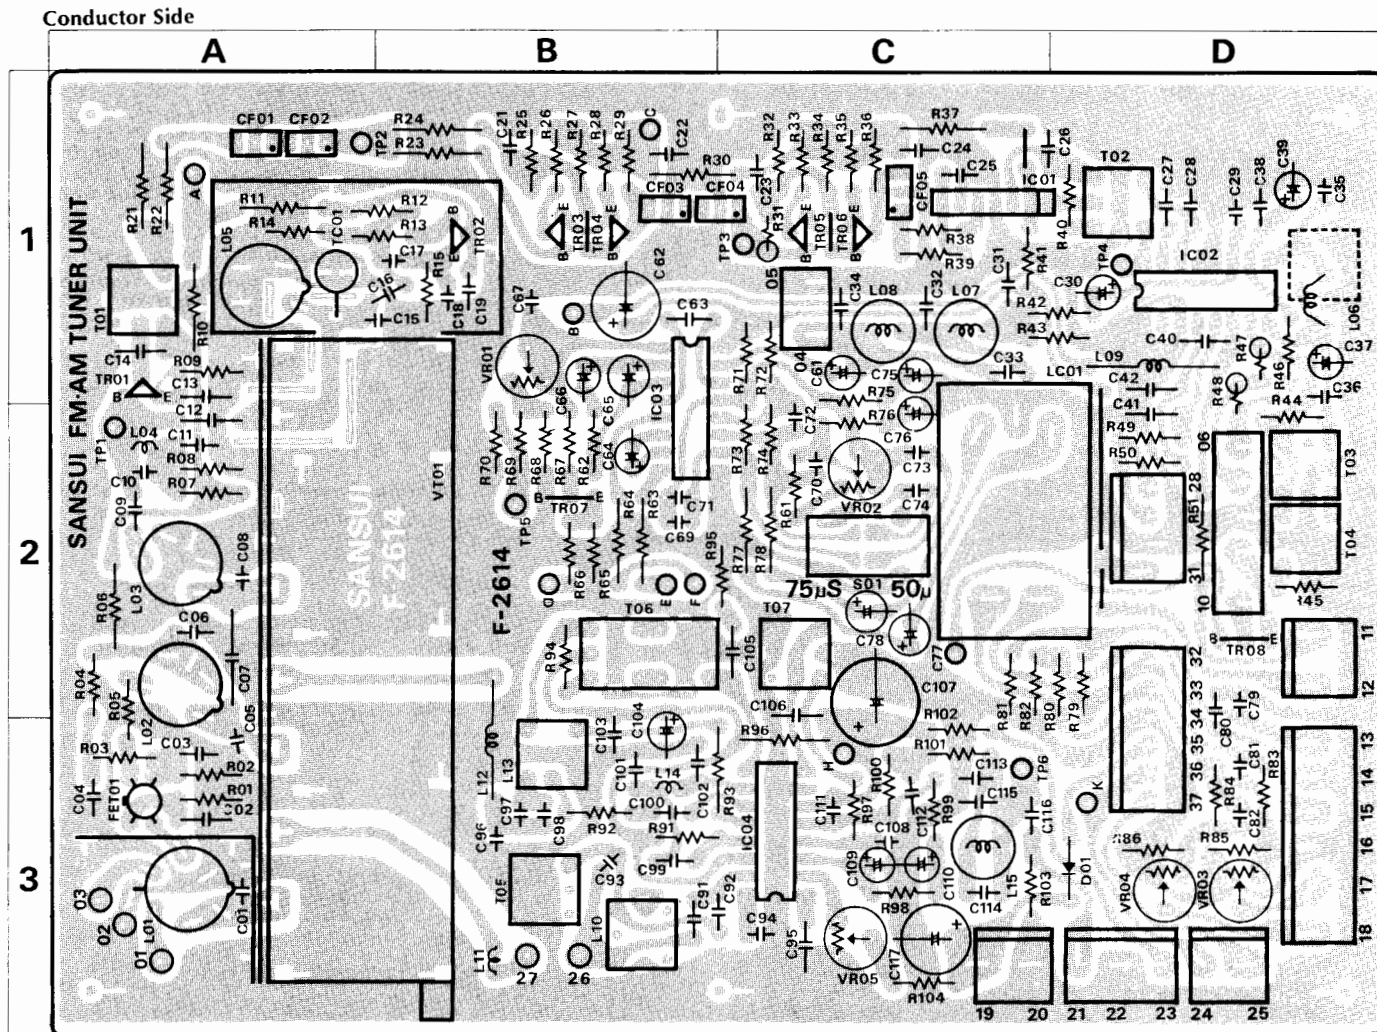 Conductor Side
A B C D
1
2
3
SANSUI FM·AM TUNER UNIT
SANSUI
F-2614
F-2614
CF01 CF02 TP2 R24 R23 C21 R25 R26 R27 R28 R29 C C22 R30 R32 R33 R34 R35 R36 R37 C24 C25 C26 T02 C27 C28 C29 C38 C39 C35
R21 R22 A R11 R14 L05 TC01 R12 R13 C17 B E TR02 B E TR03 TR04 E B CF03 CF04 C23 R31 TP3 E B TR05 TR06 E B CF05 IC01 R38 R39 R40 R41 TP4 IC02
T01 R10 C16 R15 C15 C18 C19 C67 B C62 C63 05 C34 L08 C32 L07 C31 R42 R43 C30 C40 L06
C14 R09 TR01 B E C13 C12 VR01 C66 C65 IC03 R71 R72 04 C61 C75 R75 C33 LC01 L09 C42 R47 R48 R46 C37 C36
TP1 L04 C11 R08 C10 R07 C09 VT01 R70 R69 R68 R67 R62 C64 R73 R74 C72 R76 C76 C73 C70 R61 VR02 C74 C41 R49 R50 R44 06 28 T03
TP5 B E TR07 R64 R63 C71 C69 R95 R77 R78 R51 31 10 T04
C08 L03 R06 C06 D R66 R65 E F 75µS S01 50µ R45
T06 T07 C78 C77 B E TR08 11
R04 R05 L02 C07 C05 R94 C105 C107 R81 R82 R80 R79 32 33 34 35 36 37 C79 C80 12
R03 C03 R02 L12 L13 C103 C104 C106 R96 H R102 R101 C113 TP6 C81 R83 13
C04 FET01 R01 C02 C97 C98 C101 L14 C100 C102 R93 R92 R91 C111 R97 R100 C112 R99 C115 C116 K R84 C82 14 15
C96 T05 C93 C99 IC04 C108 C109 C110 R98 L15 C114 R103 D01 R86 R85 VR04 VR03 16 17
03 02 01 L01 C01 L10 C91 C92 C94 C95 VR05 C117 18
L11 27 26 R104 19 20 21 22 23 24 25